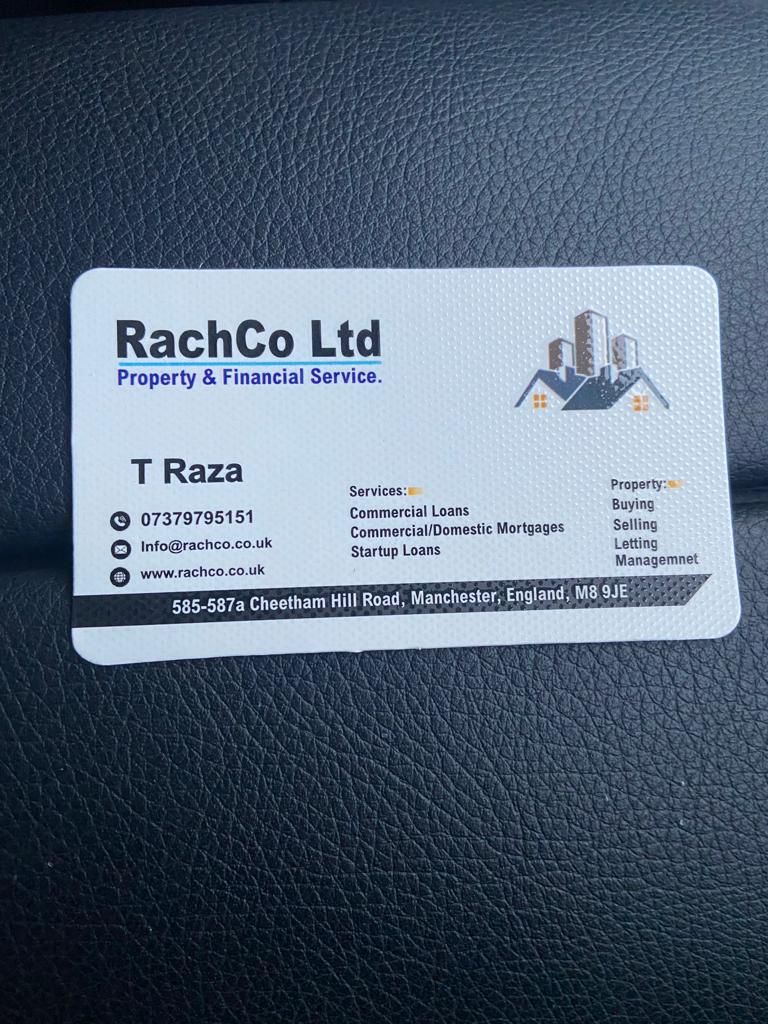 RachCo Ltd
Property & Financial Service.
T Raza
07379795151
Info@rachco.co.uk
www.rachco.co.uk
Services:
Commercial Loans
Commercial/Domestic Mortgages
Startup Loans
Property:
Buying
Selling
Letting
Managemnet
585-587a Cheetham Hill Road, Manchester, England, M8 9JE